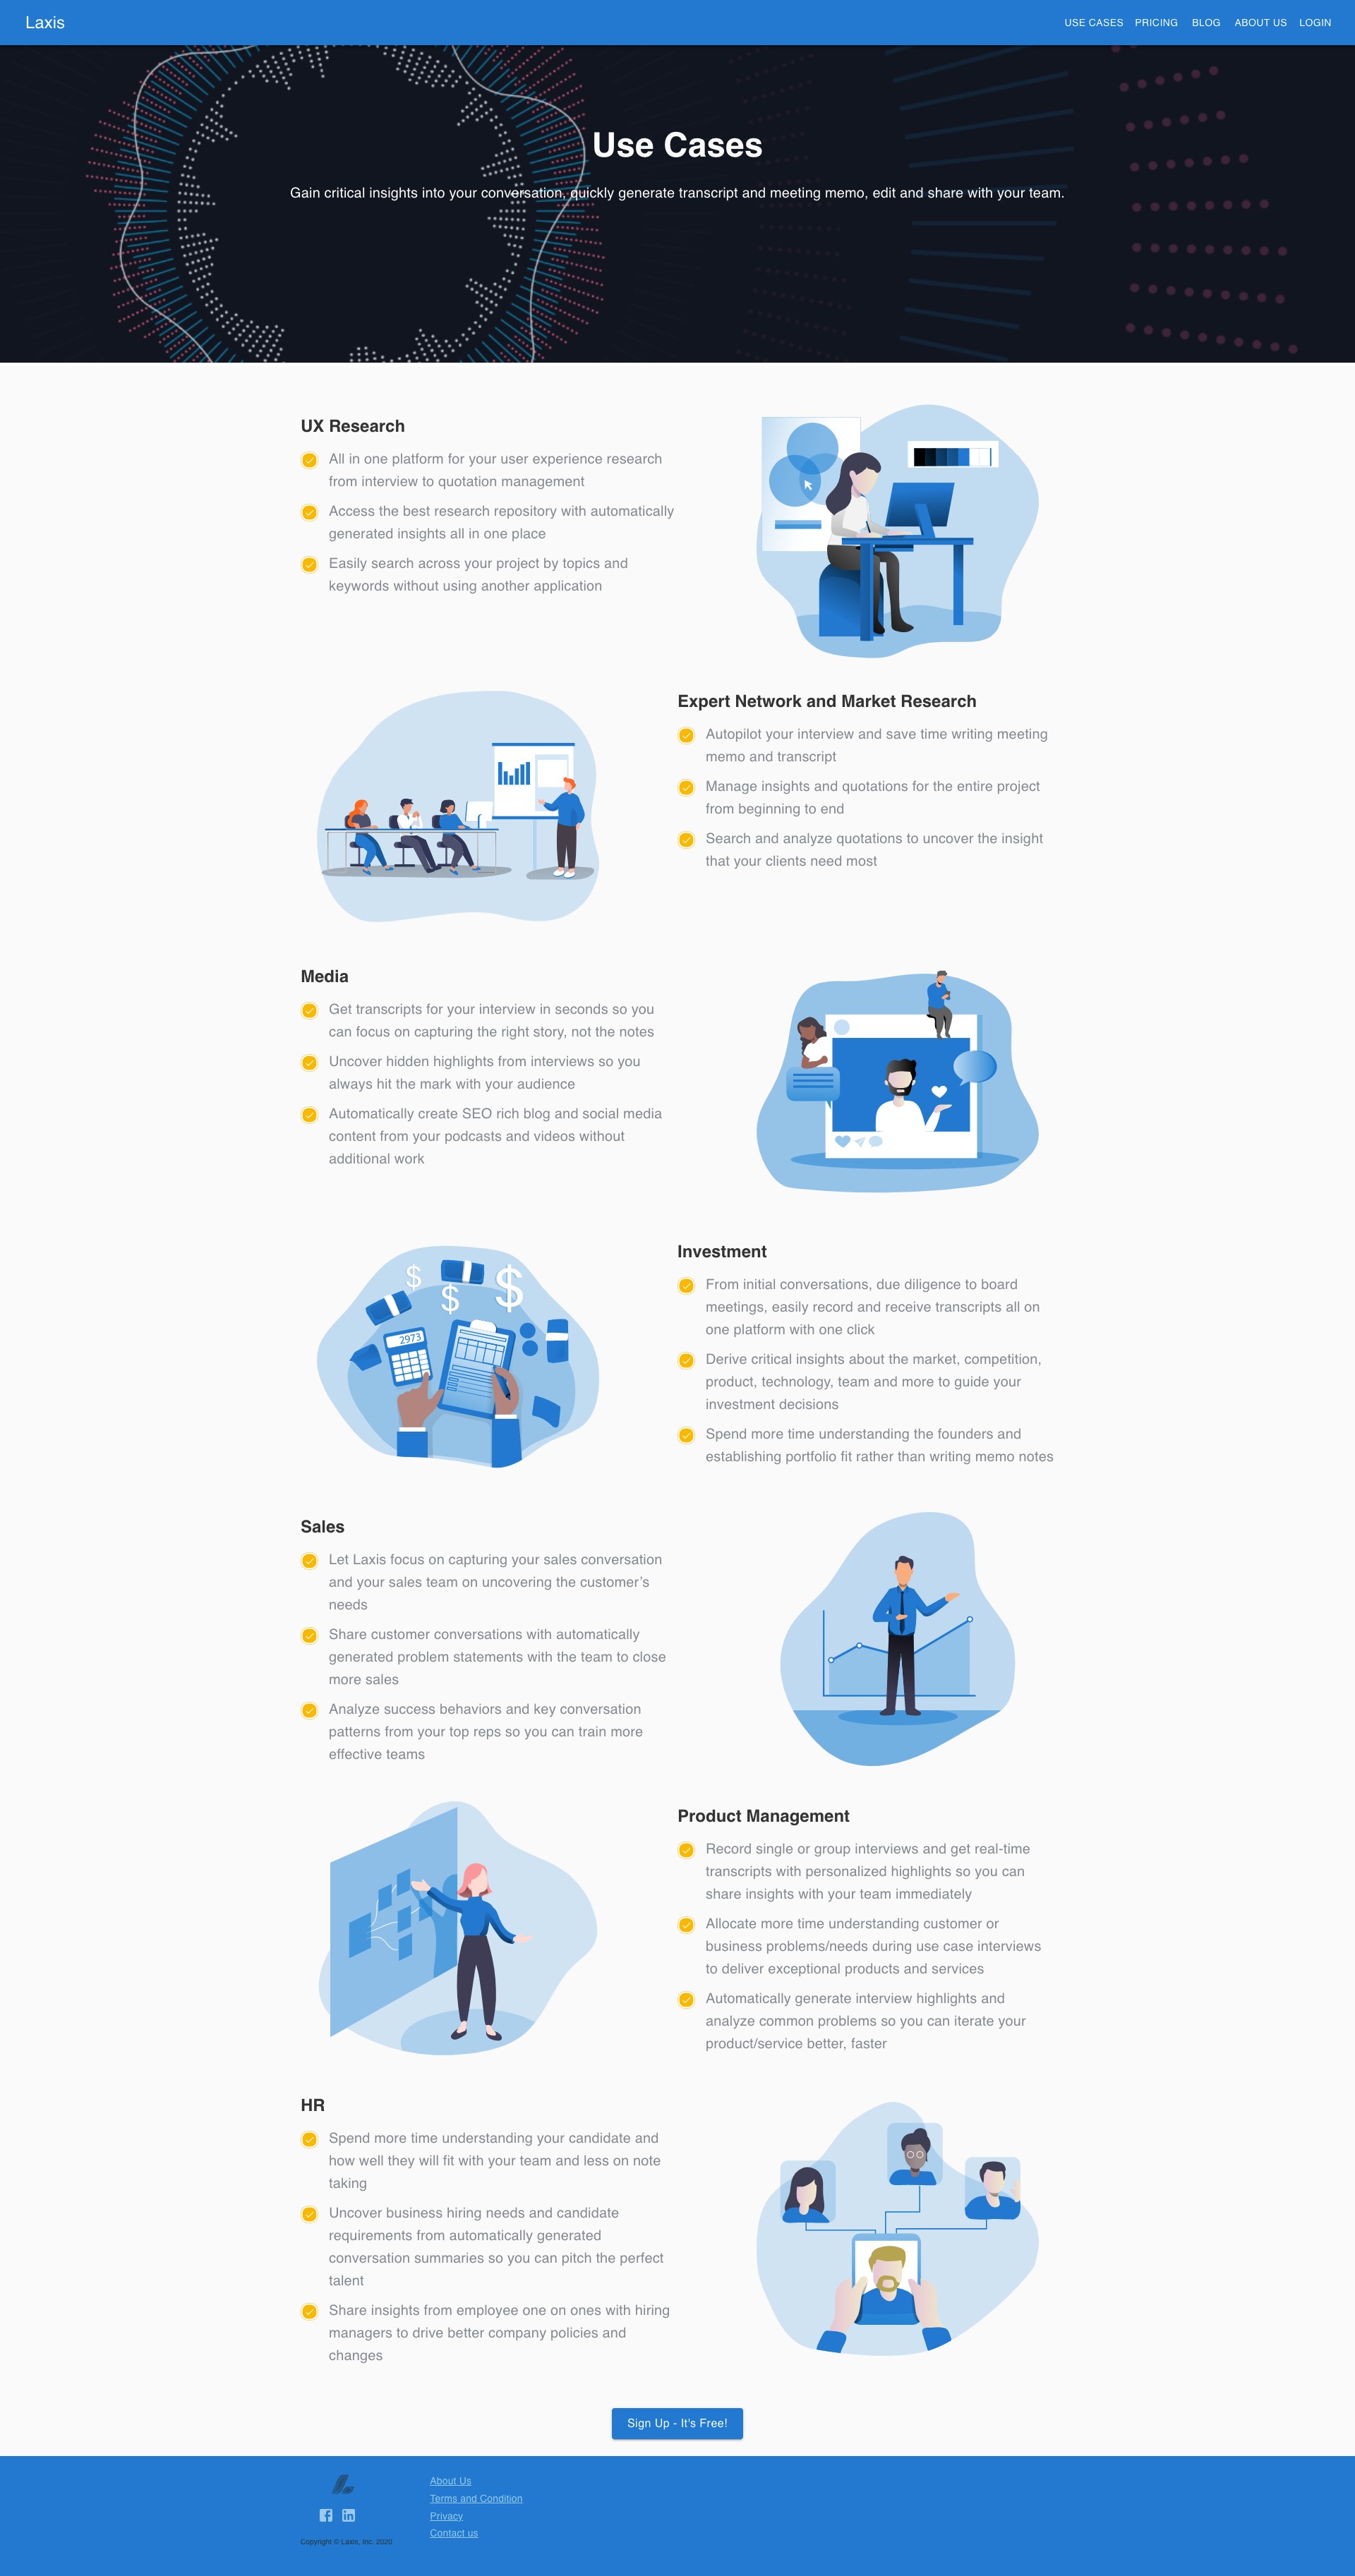 Laxis
USE CASES PRICING BLOG ABOUT US LOGIN
Use Cases
Gain critical insights into your conversation, quickly generate transcript and meeting memo, edit and share with your team.
UX Research
All in one platform for your user experience research
from interview to quotation management
Access the best research repository with automatically
generated insights all in one place
Easily search across your project by topics and
keywords without using another application
Expert Network and Market Research
Autopilot your interview and save time writing meeting
memo and transcript
Manage insights and quotations for the entire project
from beginning to end
Search and analyze quotations to uncover the insight
that your clients need most
Media
Get transcripts for your interview in seconds so you
can focus on capturing the right story, not the notes
Uncover hidden highlights from interviews so you
always hit the mark with your audience
Automatically create SEO rich blog and social media
content from your podcasts and videos without
additional work
$
$
$
2973
Investment
From initial conversations, due diligence to board
meetings, easily record and receive transcripts all on
one platform with one click
Derive critical insights about the market, competition,
product, technology, team and more to guide your
investment decisions
Spend more time understanding the founders and
establishing portfolio fit rather than writing memo notes
Sales
Let Laxis focus on capturing your sales conversation
and your sales team on uncovering the customer's
needs
Share customer conversations with automatically
generated problem statements with the team to close
more sales
Analyze success behaviors and key conversation
patterns from your top reps so you can train more
effective teams
Product Management
Record single or group interviews and get real-time
transcripts with personalized highlights so you can
share insights with your team immediately
Allocate more time understanding customer or
business problems/needs during use case interviews
to deliver exceptional products and services
Automatically generate interview highlights and
analyze common problems so you can iterate your
product/service better, faster
HR
Spend more time understanding your candidate and
how well they will fit with your team and less on note
taking
Uncover business hiring needs and candidate
requirements from automatically generated
conversation summaries so you can pitch the perfect
talent
Share insights from employee one on ones with hiring
managers to drive better company policies and
changes
Sign Up - It's Free!
About Us
Terms and Condition
Privacy
Contact us
Copyright © Laxis, Inc. 2020